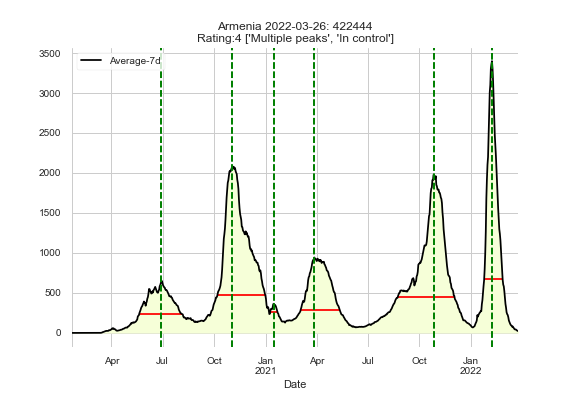 Armenia 2022-03-26: 422444
Rating:4 ['Multiple peaks', 'In control']
Average-7d
3500
3000
2500
2000
1500
1000
500
0
Apr Jul Oct Jan Apr Jul Oct Jan
2021 2022
Date